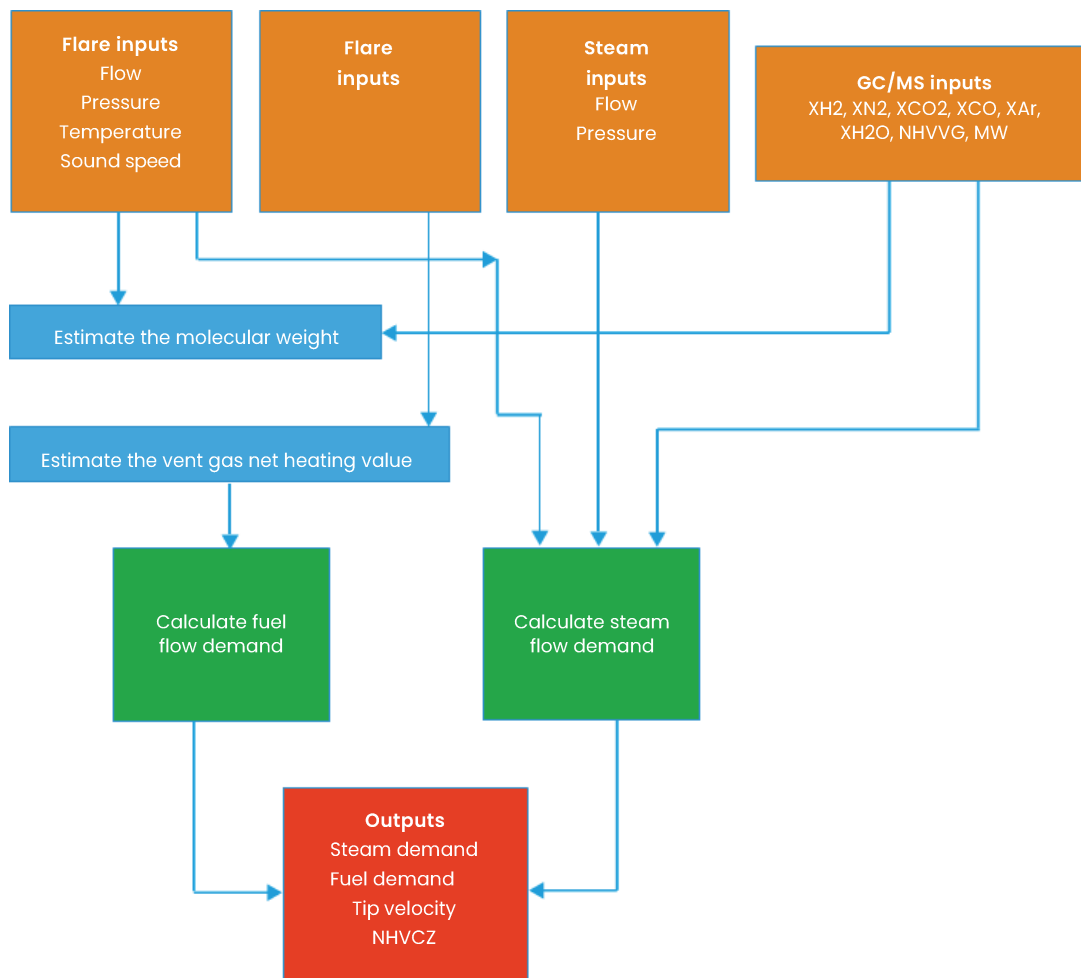 Flare inputs
Flow
Pressure
Temperature
Sound speed
Flare
inputs
Steam
inputs
Flow
Pressure
GC/MS inputs
XH2, XN2, XCO2, XCO, XAr,
XH2O, NHVVG, MW
Estimate the molecular weight
Estimate the vent gas net heating value
Calculate fuel
flow demand
Calculate steam
flow demand
Outputs
Steam demand
Fuel demand
Tip velocity
NHVCZ